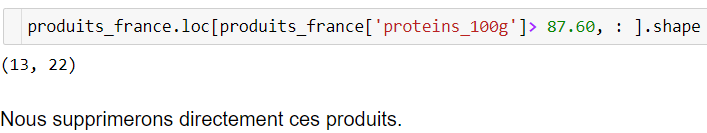 produits_france.loc[produits_france['proteins_100g']> 87.60, : ].shape
(13, 22)
Nous supprimerons directement ces produits.